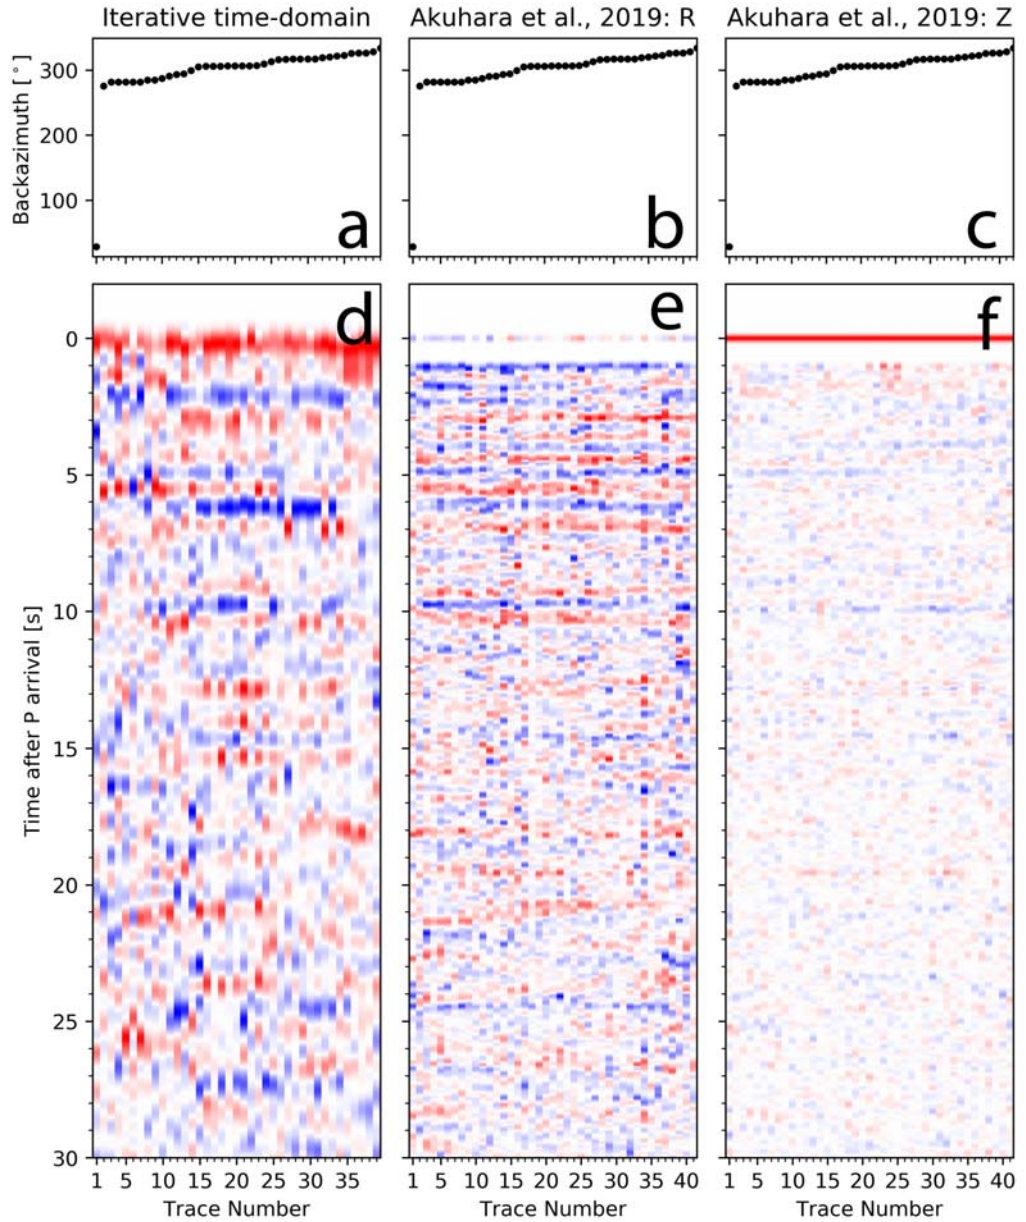 Iterative time-domain
Akuhara et al., 2019: R
Akuhara et al., 2019: Z
Backazimuth [°]
300
200
100
a
b
c
d
e
f
Time after P arrival [s]
0
5
10
15
20
25
30
1 5 10 15 20 25 30 35
1 5 10 15 20 25 30 35 40
1 5 10 15 20 25 30 35 40
Trace Number
Trace Number
Trace Number